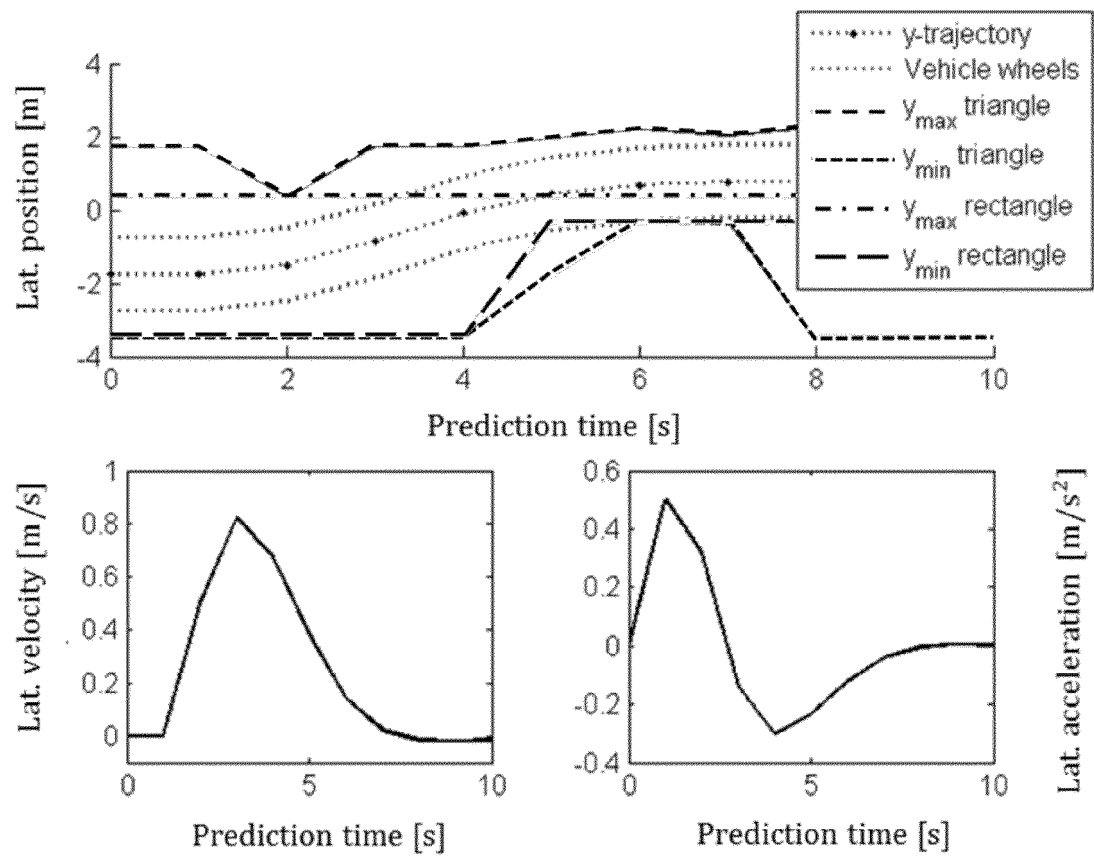 y-trajectory
Vehicle wheels
ymax triangle
ymin triangle
ymax rectangle
ymin rectangle
Lat. position [m]
4
2
0
-2
-4
0 2 4 6 8 10
Prediction time [s]
Lat. velocity [m/s]
1
0.8
0.6
0.4
0.2
0
0 5 10
Prediction time [s]
0.6
0.4
0.2
0
-0.2
-0.4
0 5 10
Prediction time [s]
Lat. acceleration [m/s²]